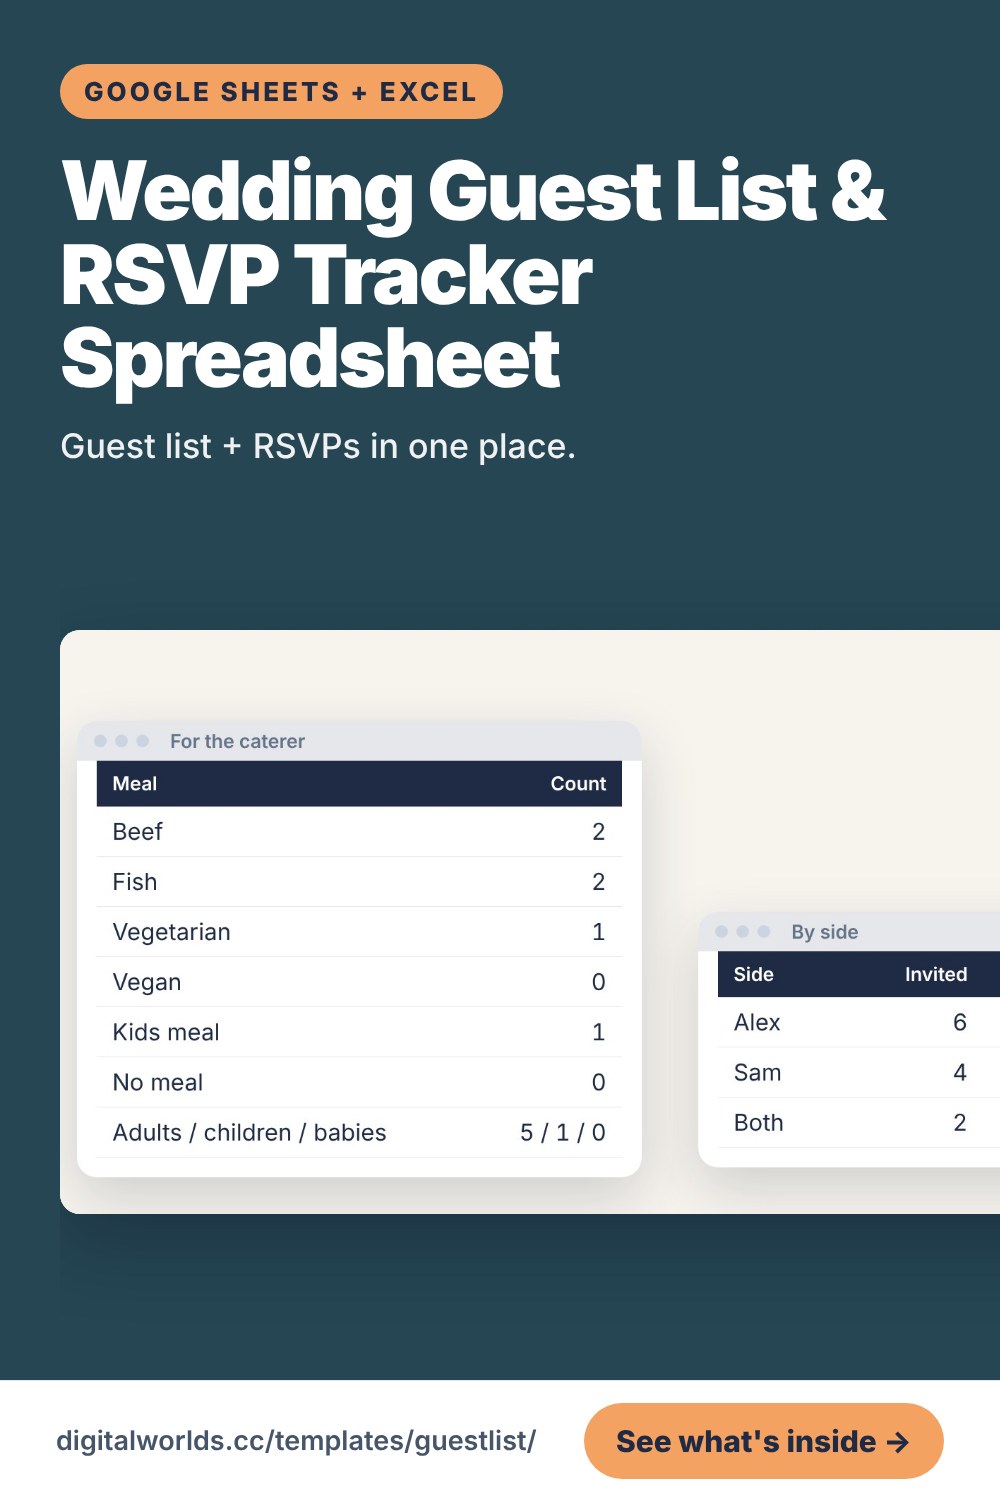 GOOGLE SHEETS + EXCEL
Wedding Guest List &
RSVP Tracker
Spreadsheet
Guest list + RSVPs in one place.
For the caterer
Meal Count
Beef 2
Fish 2
Vegetarian 1
Vegan 0
Kids meal 1
No meal 0
Adults / children / babies 5 / 1 / 0
By side
Side Invited
Alex 6
Sam 4
Both 2
digitalworlds.cc/templates/guestlist/
See what's inside →